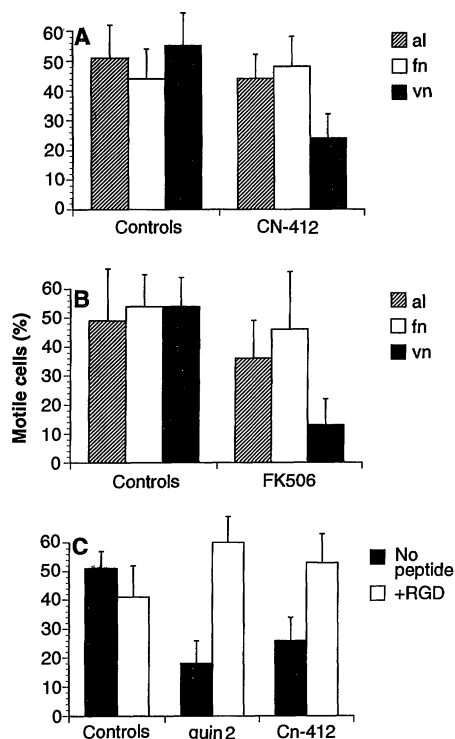 A
60
50
40
30
20
10
0
al
fn
vn
Controls CN-412
Motile cells (%)
B
60
50
40
30
20
10
0
al
fn
vn
Controls FK506
C
60
50
40
30
20
10
0
No
peptide
+RGD
Controls quin 2 Cn-412